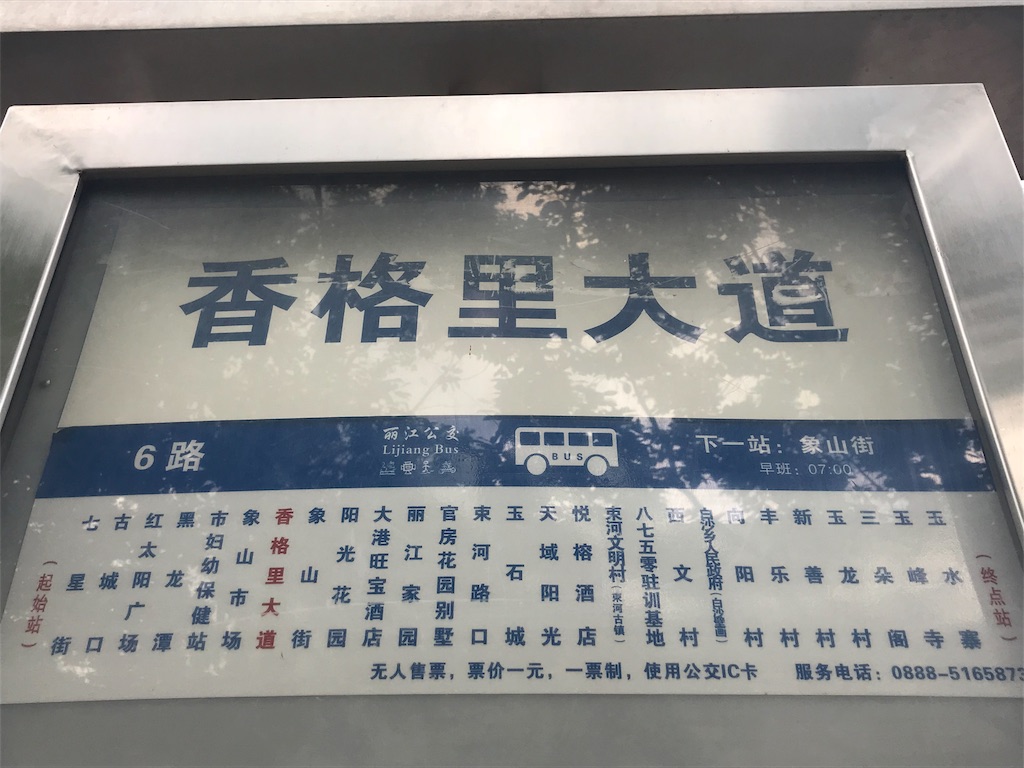 香格里大道
6路
丽江公交
Lijiang Bus
下一站：象山街
早班：07:00
BUS
（起始站）
七星街
古城口
红太阳广场
黑龙潭
市妇幼保健站
象山市场
香格里大道
象山街
阳光花园
大港旺宝酒店
丽江家园
官房花园别墅
束河路口
玉石城
天域阳光
悦榕酒店
束河文明村（束河古镇）
八七五零驻训基地
西文村
白沙乡人民政府（白沙壁画）
向阳村
丰乐村
新善村
玉龙村
三朵阁
玉峰寺
玉水寨
（终点站）
无人售票，票价一元，一票制，使用公交IC卡
服务电话：0888-5165873